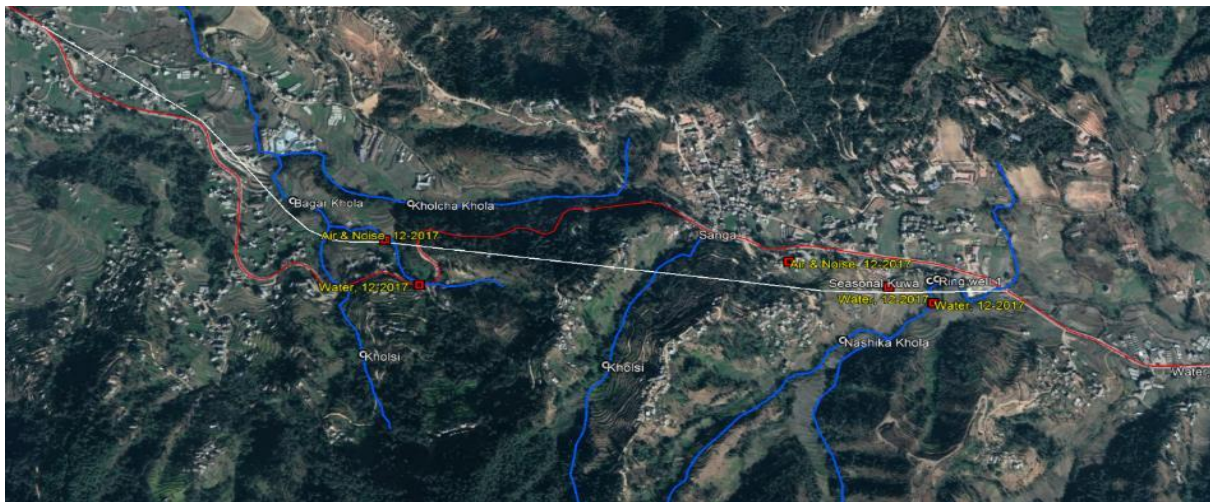 Bagar Khola
Kholcha Khola
Air & Noise, 12-2017
Sanga
Water, 12-2017
Air & Noise, 12-2017
Seasonal Kuwa
Ring well 1
Water, 12-2017
Water, 12-2017
Kholsi
Kholsi
Nashika Khola
Water,